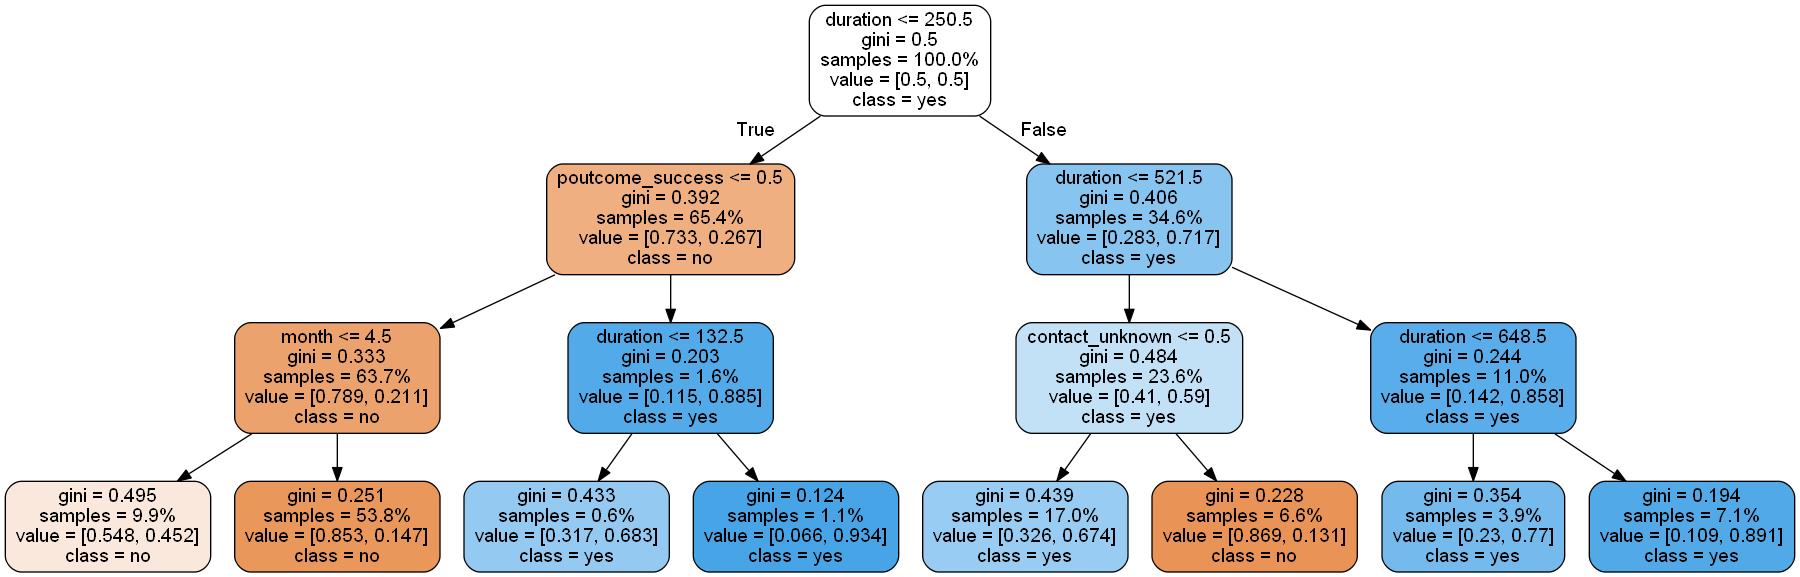 duration <= 250.5
gini = 0.5
samples = 100.0%
value = [0.5, 0.5]
class = yes
True
False
poutcome_success <= 0.5
gini = 0.392
samples = 65.4%
value = [0.733, 0.267]
class = no
duration <= 521.5
gini = 0.406
samples = 34.6%
value = [0.283, 0.717]
class = yes
month <= 4.5
gini = 0.333
samples = 63.7%
value = [0.789, 0.211]
class = no
duration <= 132.5
gini = 0.203
samples = 1.6%
value = [0.115, 0.885]
class = yes
contact_unknown <= 0.5
gini = 0.484
samples = 23.6%
value = [0.41, 0.59]
class = yes
duration <= 648.5
gini = 0.244
samples = 11.0%
value = [0.142, 0.858]
class = yes
gini = 0.495
samples = 9.9%
value = [0.548, 0.452]
class = no
gini = 0.251
samples = 53.8%
value = [0.853, 0.147]
class = no
gini = 0.433
samples = 0.6%
value = [0.317, 0.683]
class = yes
gini = 0.124
samples = 1.1%
value = [0.066, 0.934]
class = yes
gini = 0.439
samples = 17.0%
value = [0.326, 0.674]
class = yes
gini = 0.228
samples = 6.6%
value = [0.869, 0.131]
class = no
gini = 0.354
samples = 3.9%
value = [0.23, 0.77]
class = yes
gini = 0.194
samples = 7.1%
value = [0.109, 0.891]
class = yes